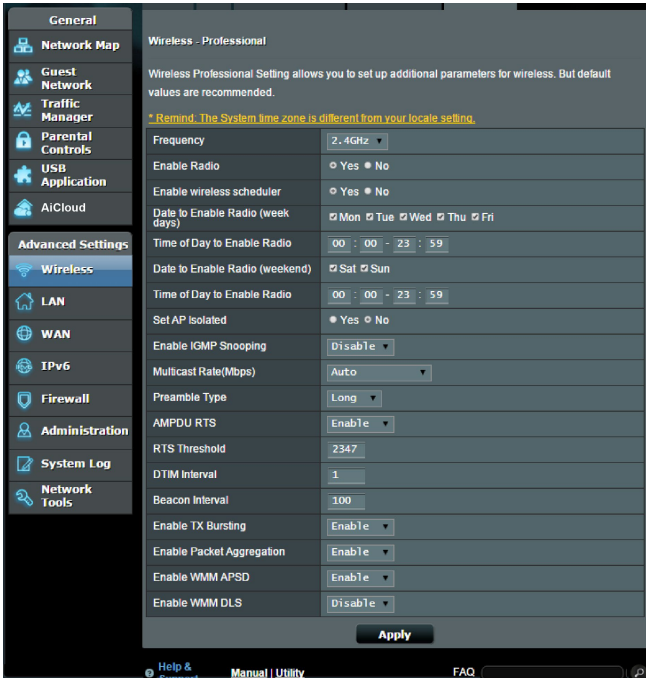 General
Network Map
Guest
Network
Traffic
Manager
Parental
Controls
USB
Application
AiCloud
Advanced Settings
Wireless
LAN
WAN
IPv6
Firewall
Administration
System Log
Network
Tools
Wireless - Professional
Wireless Professional Setting allows you to set up additional parameters for wireless. But default
values are recommended.
* Remind: The System time zone is different from your locale setting.
Frequency 2.4GHz
Enable Radio Yes No
Enable wireless scheduler Yes No
Date to Enable Radio (week
days) Mon Tue Wed Thu Fri
Time of Day to Enable Radio 00 : 00 - 23 : 59
Date to Enable Radio (weekend) Sat Sun
Time of Day to Enable Radio 00 : 00 - 23 : 59
Set AP Isolated Yes No
Enable IGMP Snooping Disable
Multicast Rate(Mbps) Auto
Preamble Type Long
AMPDU RTS Enable
RTS Threshold 2347
DTIM Interval 1
Beacon Interval 100
Enable TX Bursting Enable
Enable Packet Aggregation Enable
Enable WMM APSD Enable
Enable WMM DLS Disable
Apply
Help &
Manual | Utility
FAQ